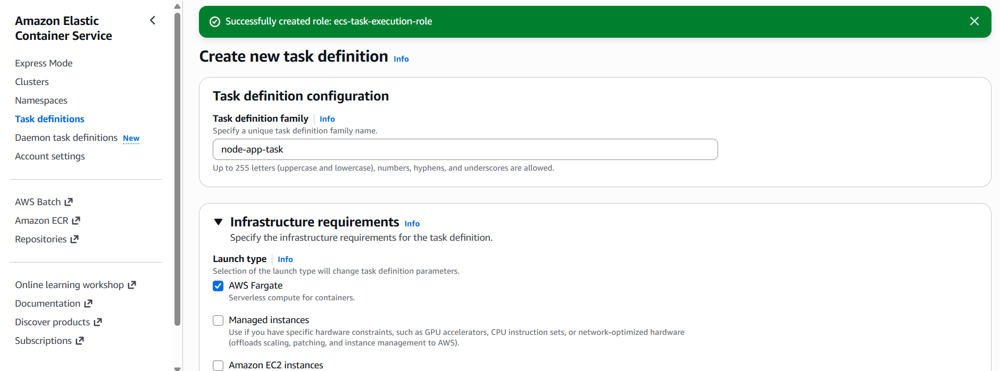 Amazon Elastic
Container Service
Express Mode
Clusters
Namespaces
Task definitions
Daemon task definitions New
Account settings
AWS Batch
Amazon ECR
Repositories
Online learning workshop
Documentation
Discover products
Subscriptions
Successfully created role: ecs-task-execution-role
Create new task definition Info
Task definition configuration
Task definition family Info
Specify a unique task definition family name.
node-app-task
Up to 255 letters (uppercase and lowercase), numbers, hyphens, and underscores are allowed.
Infrastructure requirements Info
Specify the infrastructure requirements for the task definition.
Launch type Info
Selection of the launch type will change task definition parameters.
AWS Fargate
Serverless compute for containers.
Managed instances
Use if you have specific hardware constraints, such as GPU accelerators, CPU instruction sets, or network-optimized hardware
(offloads scaling, patching, and instance management to AWS).
Amazon EC2 instances